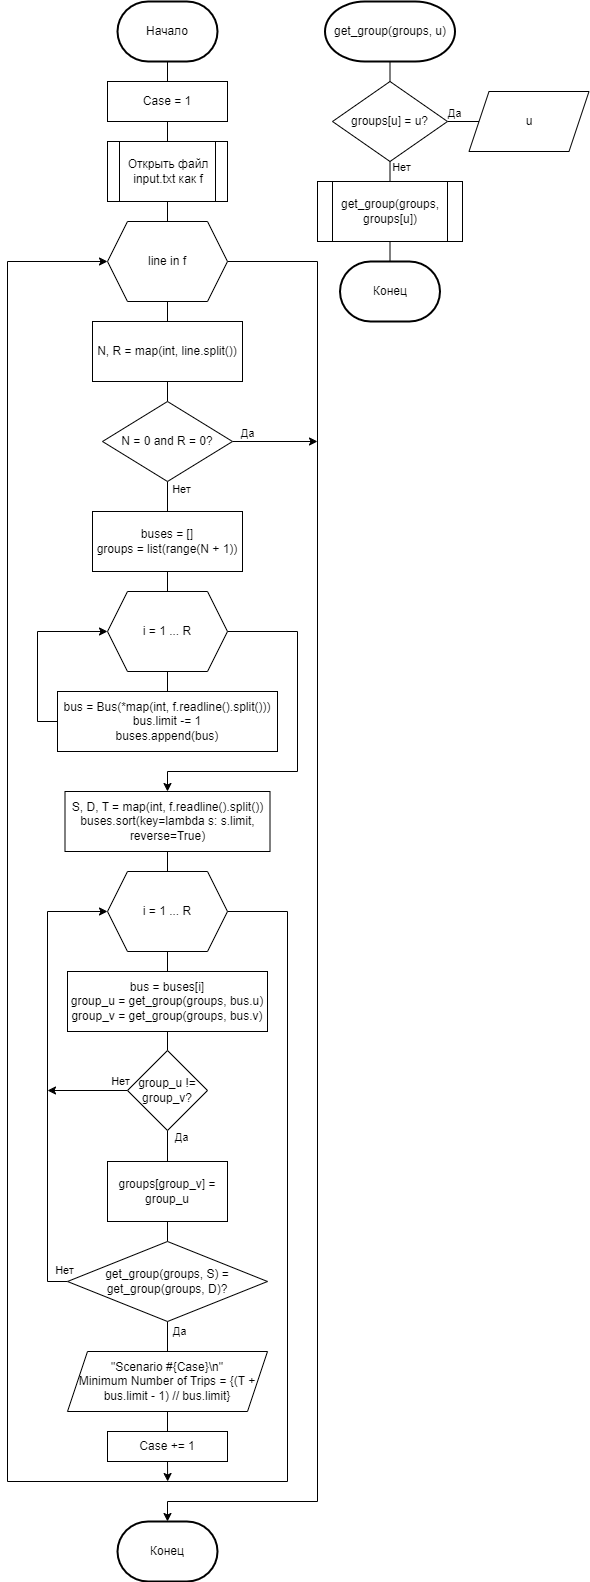 Начало
Case = 1
Открыть файл
input.txt как f
line in f
N, R = map(int, line.split())
N = 0 and R = 0?
Да
Нет
buses = []
groups = list(range(N + 1))
i = 1 ... R
bus = Bus(*map(int, f.readline().split()))
bus.limit -= 1
buses.append(bus)
S, D, T = map(int, f.readline().split())
buses.sort(key=lambda s: s.limit,
reverse=True)
i = 1 ... R
bus = buses[i]
group_u = get_group(groups, bus.u)
group_v = get_group(groups, bus.v)
Нет
group_u !=
group_v?
Да
groups[group_v] =
group_u
Нет
get_group(groups, S) =
get_group(groups, D)?
Да
"Scenario #{Case}\n"
Minimum Number of Trips = {(T +
bus.limit - 1) // bus.limit}
Case += 1
Конец
get_group(groups, u)
groups[u] = u?
Да
u
Нет
get_group(groups,
groups[u])
Конец